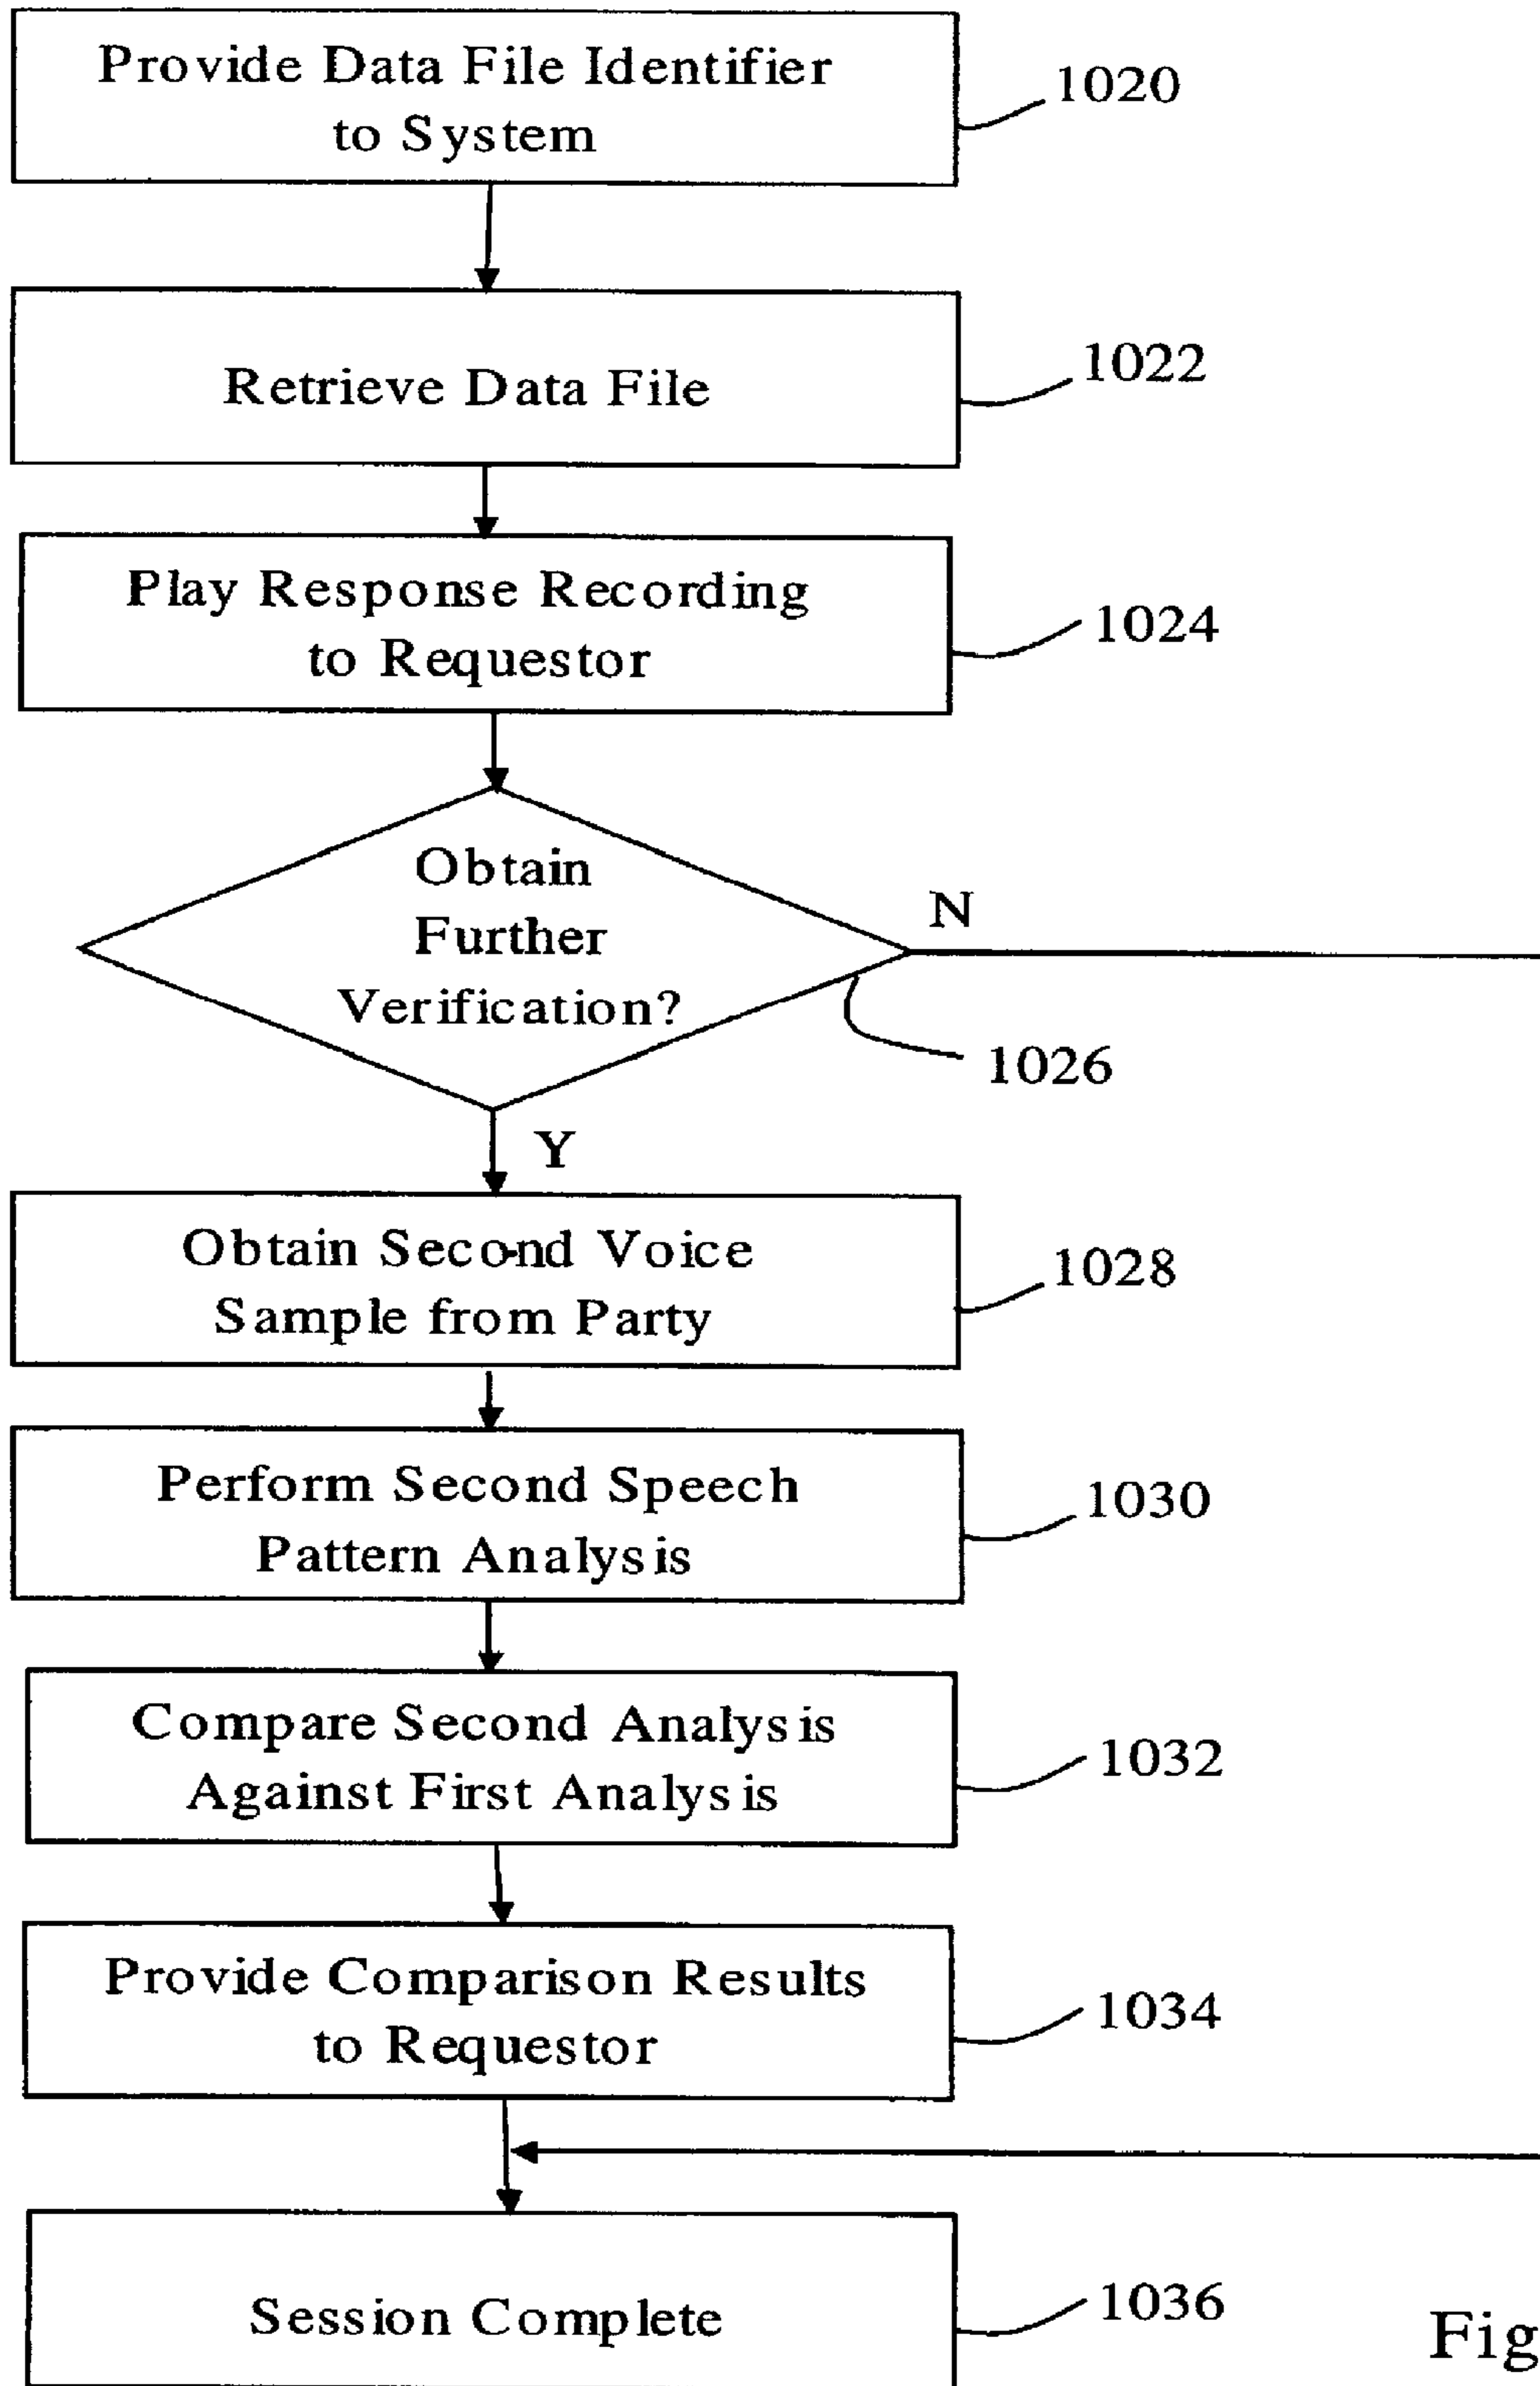 Provide Data File Identifier
to System
1020
Retrieve Data File
1022
Play Response Recording
to Requestor
1024
Obtain
Further
Verification?
N
1026
Y
Obtain Second Voice
Sample from Party
1028
Perform Second Speech
Pattern Analysis
1030
Compare Second Analysis
Against First Analysis
1032
Provide Comparison Results
to Requestor
1034
Session Complete
1036
Fig